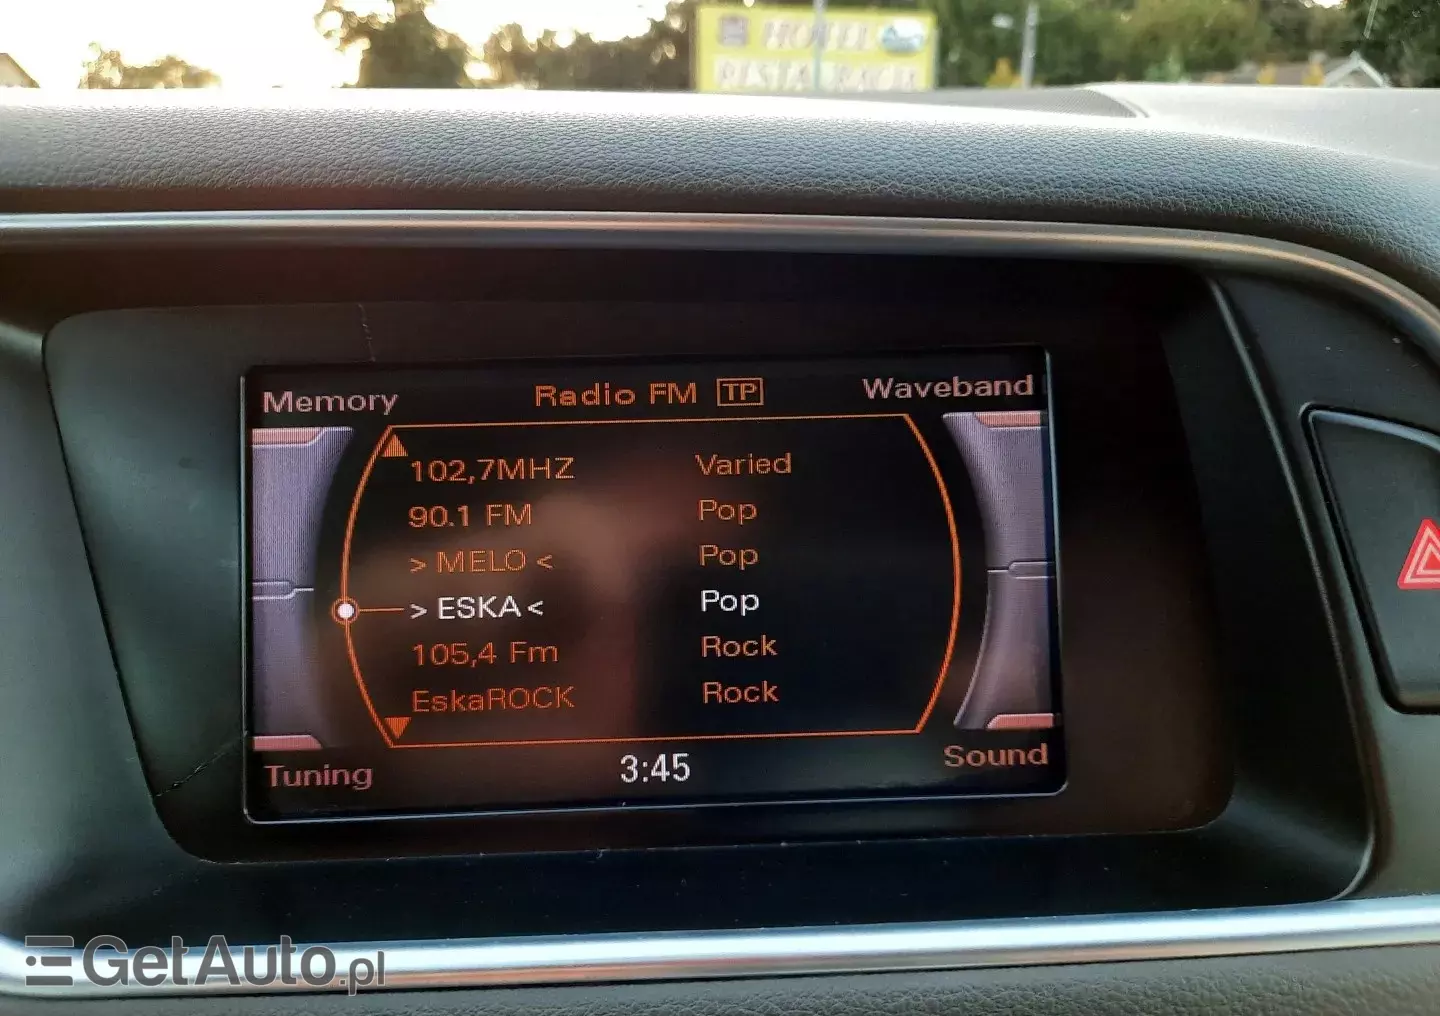 HOTEL
Memory
Radio FM TP
Waveband
102,7MHZ Varied
90.1 FM Pop
> MELO < Pop
> ESKA < Pop
105,4 Fm Rock
EskaROCK Rock
Tuning
3:45
Sound
GetAuto.pl